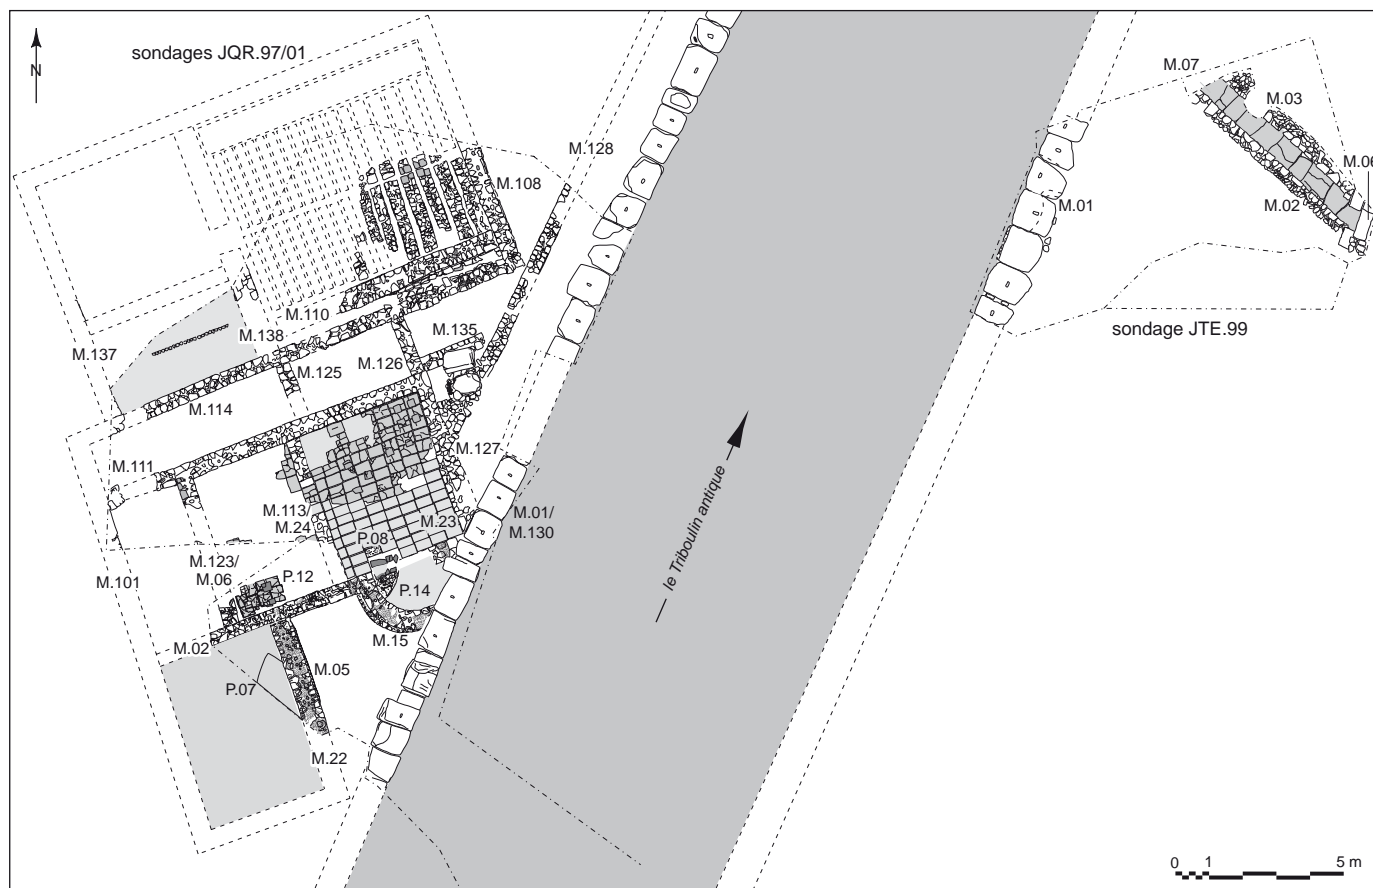 sondages JQR.97/01
N
M.07
M.03
M.06
M.128
M.108
M.01
M.02
sondage JTE.99
M.110
M.138
M.135
M.137
M.125
M.126
M.114
M.127
M.111
M.113/
M.24
M.23
M.01/
M.130
P.08
le Triboulin antique
M.123/
M.06
M.101
P.12
P.14
M.15
M.02
M.05
P.07
M.22
0 1 5 m